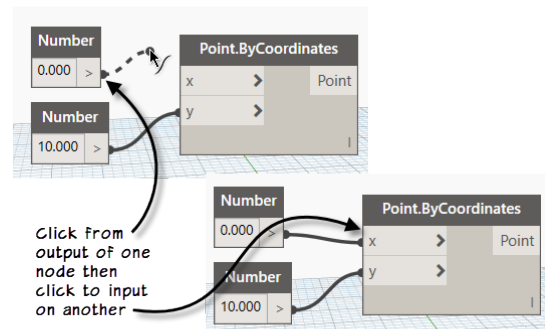 Number
0.000 >
Point.ByCoordinates
x > Point
y >
Number
10.000 >
l
Number
0.000 >
Point.ByCoordinates
x > Point
y >
Number
10.000 >
l
Click from
output of one
node then
click to input
on another